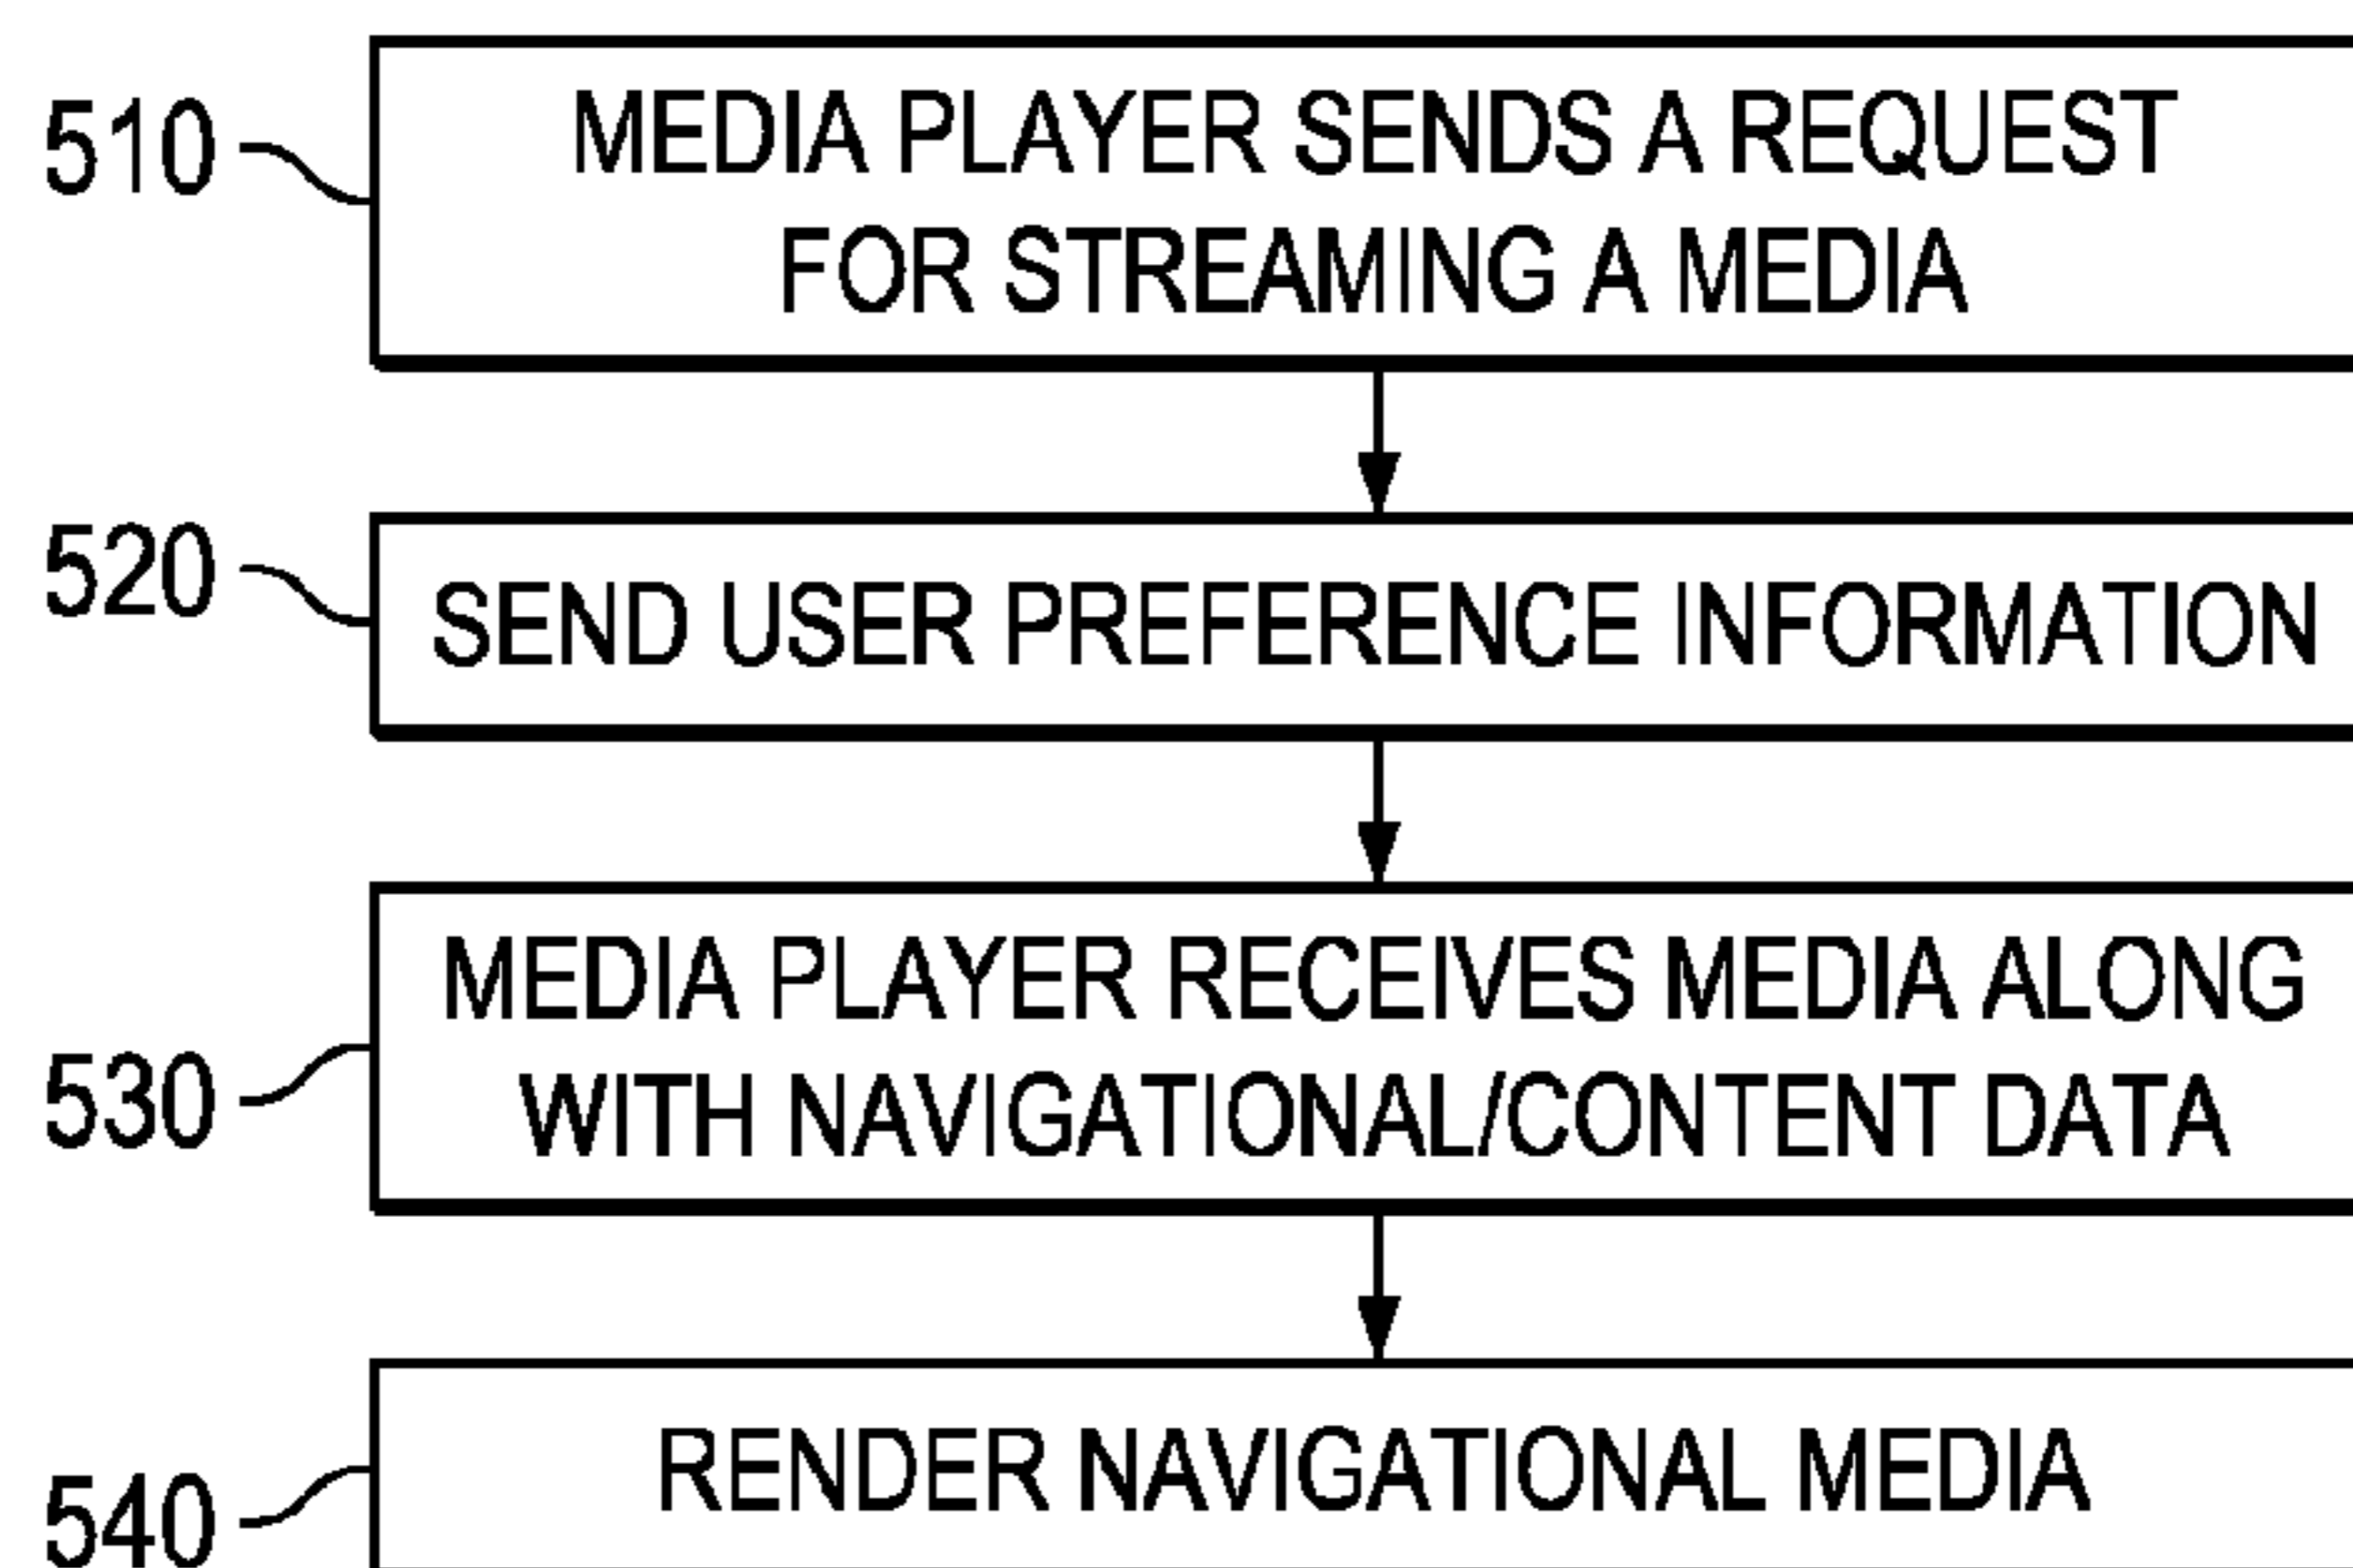 510
MEDIA PLAYER SENDS A REQUEST
FOR STREAMING A MEDIA
520
SEND USER PREFERENCE INFORMATION
MEDIA PLAYER RECEIVES MEDIA ALONG
WITH NAVIGATIONAL/CONTENT DATA
530
RENDER NAVIGATIONAL MEDIA
540